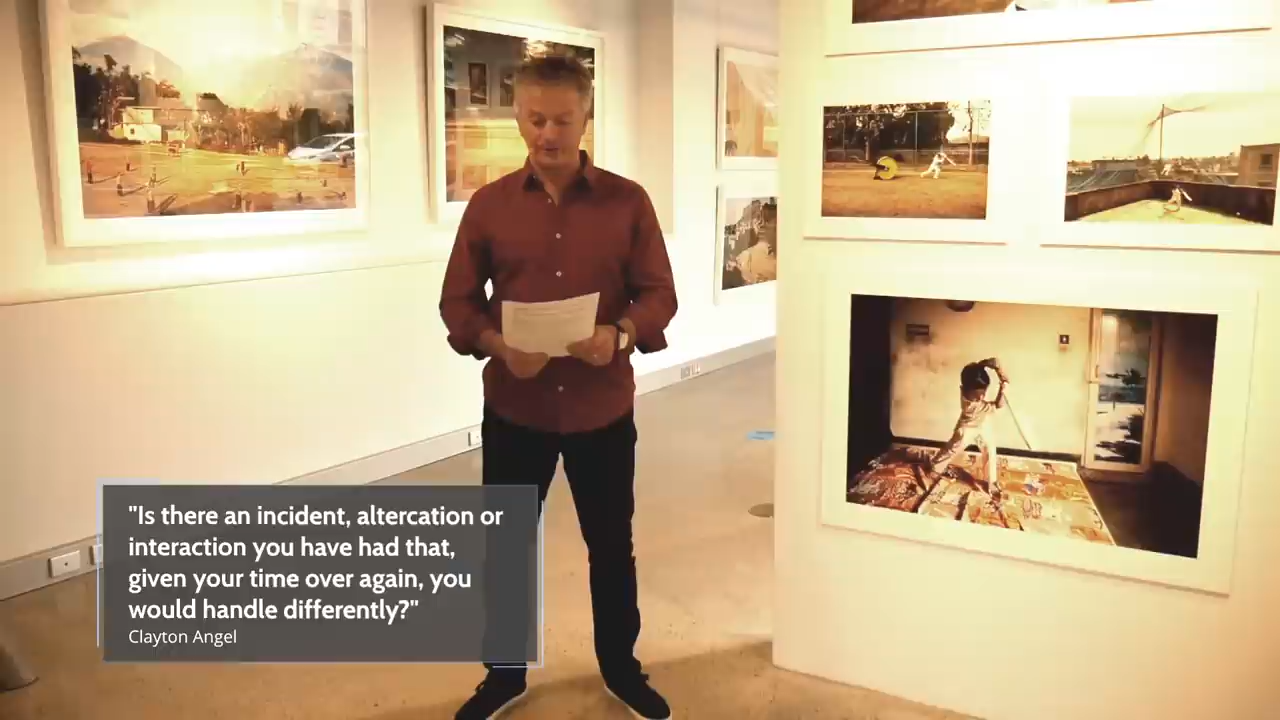 "Is there an incident, altercation or
interaction you have had that,
given your time over again, you
would handle differently?"
Clayton Angel